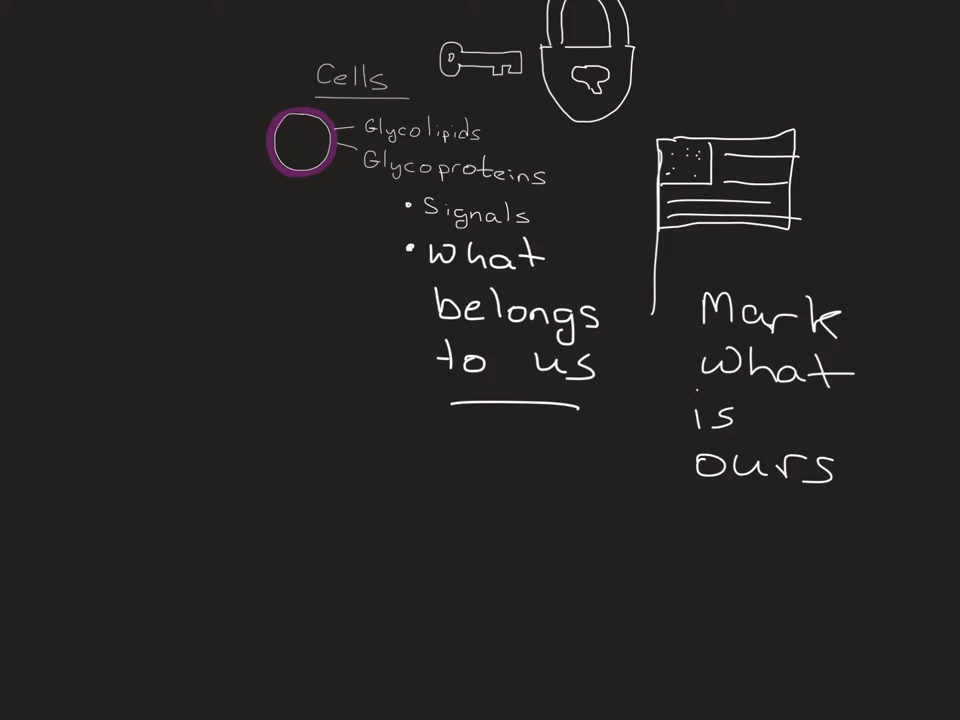 Cells
Glycolipids
Glycoproteins
• Signals
• what
belongs
to us
Mark
what
is
ours